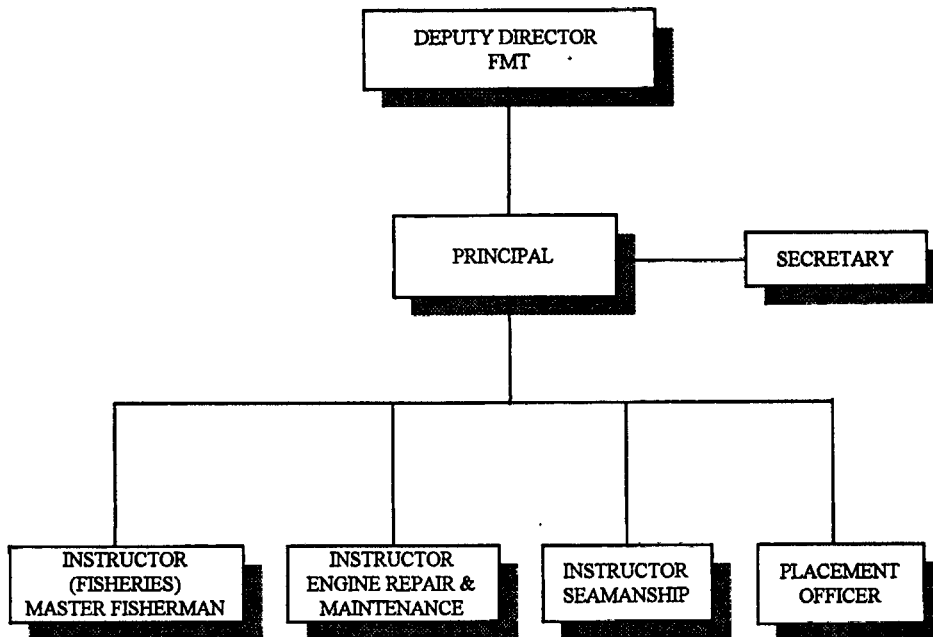 DEPUTY DIRECTOR
FMT
PRINCIPAL
SECRETARY
INSTRUCTOR
(FISHERIES)
MASTER FISHERMAN
INSTRUCTOR
ENGINE REPAIR &
MAINTENANCE
INSTRUCTOR
SEAMANSHIP
PLACEMENT
OFFICER